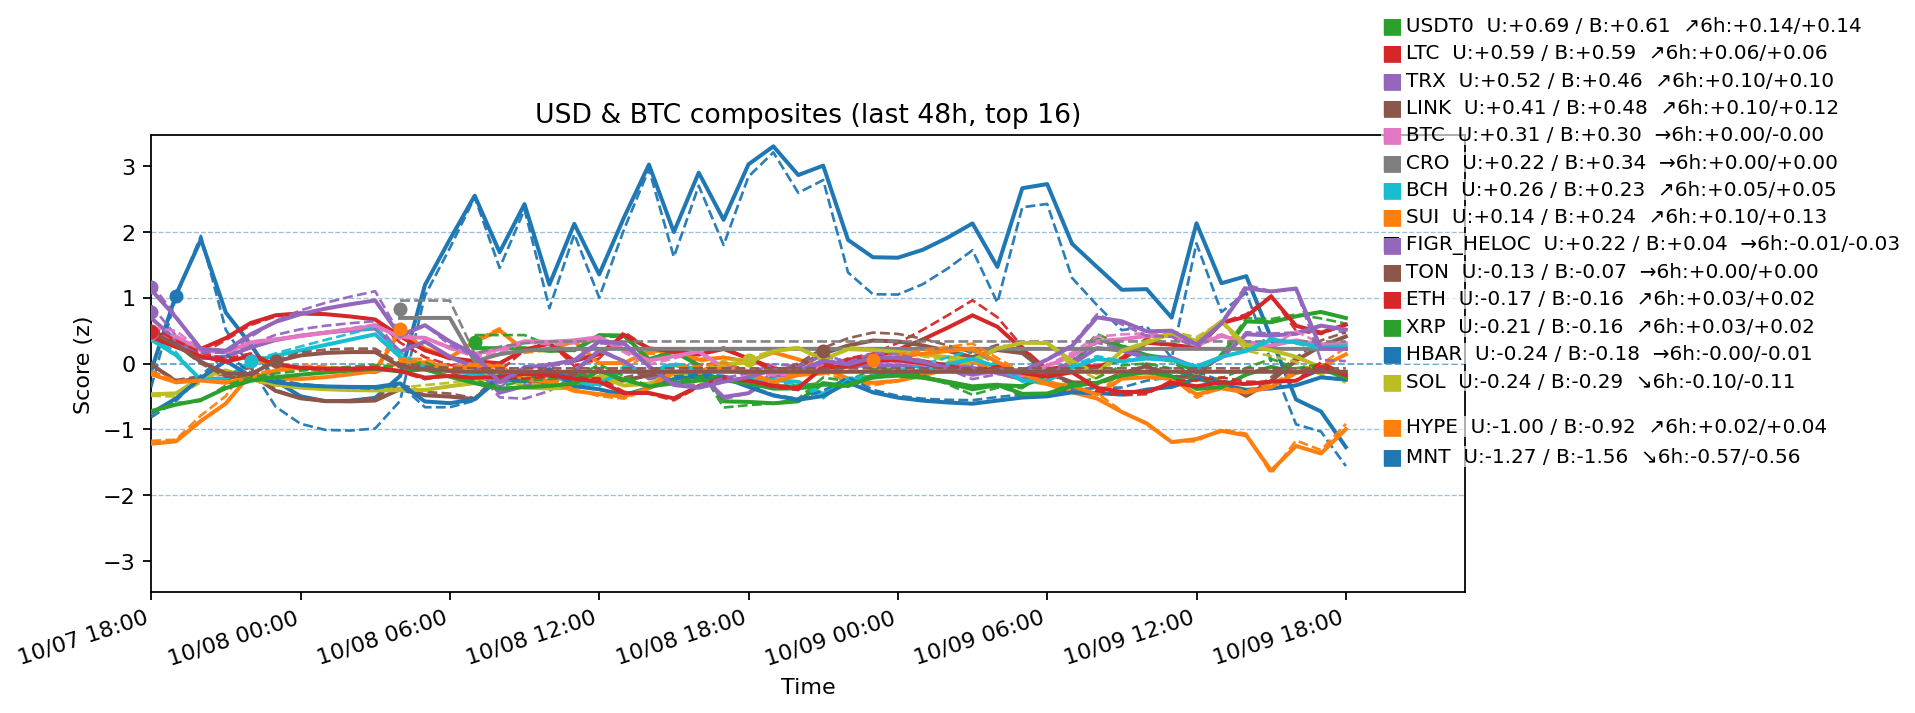 USD & BTC composites (last 48h, top 16)
USDT0 U:+0.69 / B:+0.61 ↗6h:+0.14/+0.14
LTC U:+0.59 / B:+0.59 ↗6h:+0.06/+0.06
TRX U:+0.52 / B:+0.46 ↗6h:+0.10/+0.10
LINK U:+0.41 / B:+0.48 ↗6h:+0.10/+0.12
BTC U:+0.31 / B:+0.30 →6h:+0.00/-0.00
CRO U:+0.22 / B:+0.34 →6h:+0.00/+0.00
BCH U:+0.26 / B:+0.23 ↗6h:+0.05/+0.05
SUI U:+0.14 / B:+0.24 ↗6h:+0.10/+0.13
FIGR_HELOC U:+0.22 / B:+0.04 →6h:-0.01/-0.03
TON U:-0.13 / B:-0.07 →6h:+0.00/+0.00
ETH U:-0.17 / B:-0.16 ↗6h:+0.03/+0.02
XRP U:-0.21 / B:-0.16 ↗6h:+0.03/+0.02
HBAR U:-0.24 / B:-0.18 →6h:-0.00/-0.01
SOL U:-0.24 / B:-0.29 ↘6h:-0.10/-0.11
HYPE U:-1.00 / B:-0.92 ↗6h:+0.02/+0.04
MNT U:-1.27 / B:-1.56 ↘6h:-0.57/-0.56
Score (z)
3
2
1
0
−1
−2
−3
10/07 18:00
10/08 00:00
10/08 06:00
10/08 12:00
10/08 18:00
10/09 00:00
10/09 06:00
10/09 12:00
10/09 18:00
Time